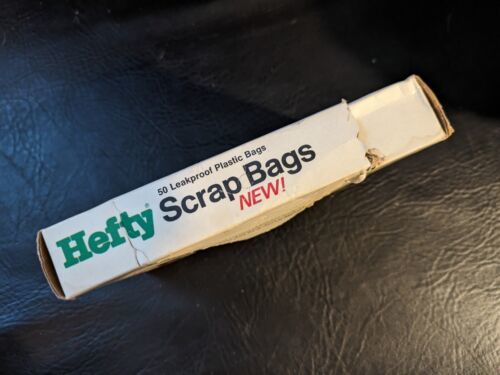 50 Leakproof Plastic Bags
Hefty® Scrap Bags
NEW!